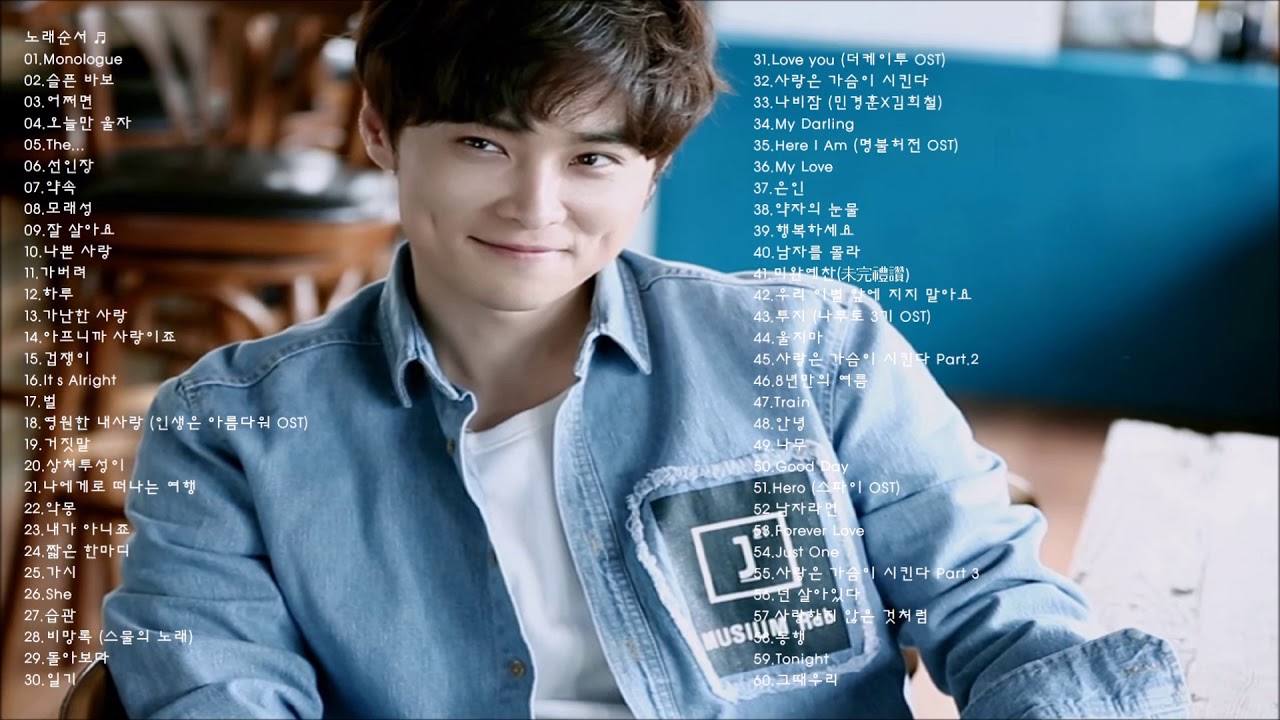 노래순서 ♬
01.Monologue
02.슬픈 바보
03.어쩌면
04.오늘만 울자
05.The...
06.선인장
07.약속
08.모래성
09.잘 살아요
10.나쁜 사랑
11.가버려
12.하루
13.가난한 사랑
14.아프니까 사랑이죠
15.겁쟁이
16.It's Alright
17.벌
18.영원한 내사랑 (인생은 아름다워 OST)
19.거짓말
20.상처투성이
21.나에게로 떠나는 여행
22.악몽
23.내가 아니죠
24.짧은 한마디
25.가시
26.She
27.습관
28.비망록 (스물의 노래)
29.돌아보다
30.일기
31.Love you (더케이투 OST)
32.사랑은 가슴이 시킨다
33.나비잠 (민경훈X김희철)
34.My Darling
35.Here I Am (명불허전 OST)
36.My Love
37.은인
38.약자의 눈물
39.행복하세요
40.남자를 몰라
41.미완예찬(未完禮讚)
42.우리 이별 앞에 지지 말아요
43.투지 (나루토 3기 OST)
44.울지마
45.사랑은 가슴이 시킨다 Part.2
46.8년만의 여름
47.Train
48.안녕
49.나무
50.Good Day
51.Hero (스파이 OST)
52.남자라면
53.Forever Love
54.Just One
55.사랑은 가슴이 시킨다 Part 3
56.넌 살아있다
57.사랑하지 않은 것처럼
58.동행
59.Tonight
60.그때우리
MUSIUM